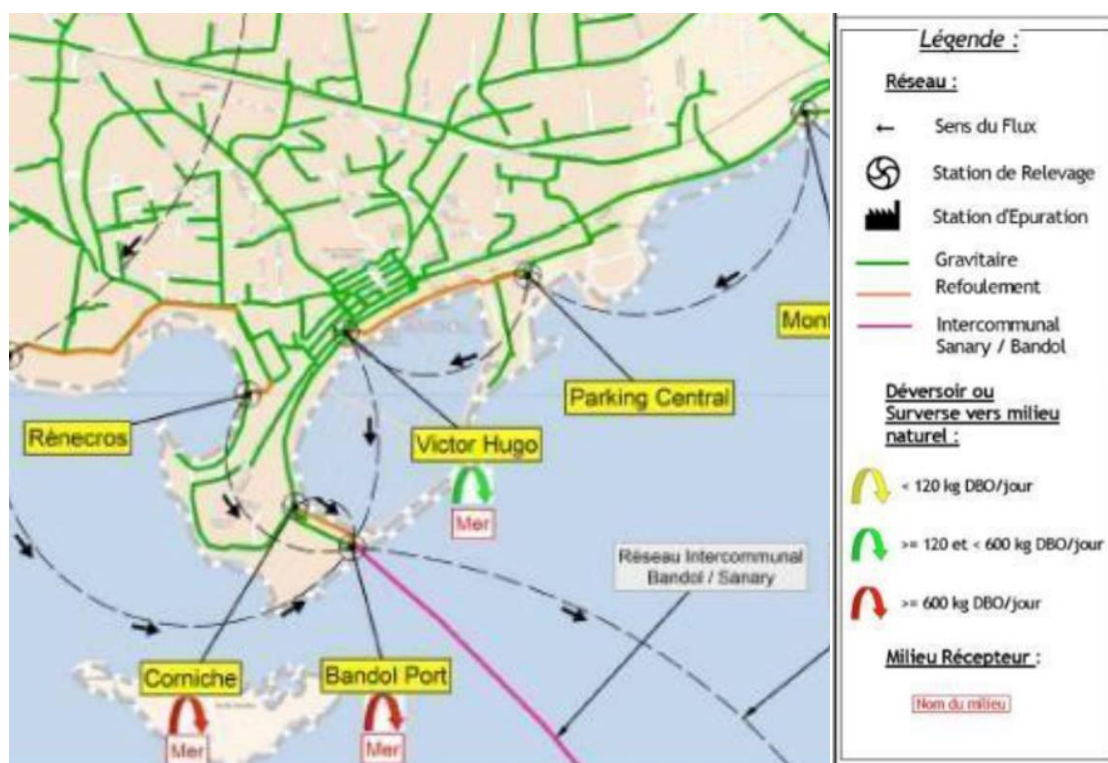 Mont
Parking Central
Rènecros
Victor Hugo
Mer
Réseau Intercommunal
Bandol / Sanary
Corniche
Mer
Bandol Port
Mer
Légende :
Réseau :
Sens du Flux
Station de Relevage
Station d'Epuration
Gravitaire
Refoulement
Intercommunal
Sanary / Bandol
Déversoir ou
Surverse vers milieu
naturel :
< 120 kg DBO/jour
>= 120 et < 600 kg DBO/jour
>= 600 kg DBO/jour
Milieu Récepteur :
Nom du milieu